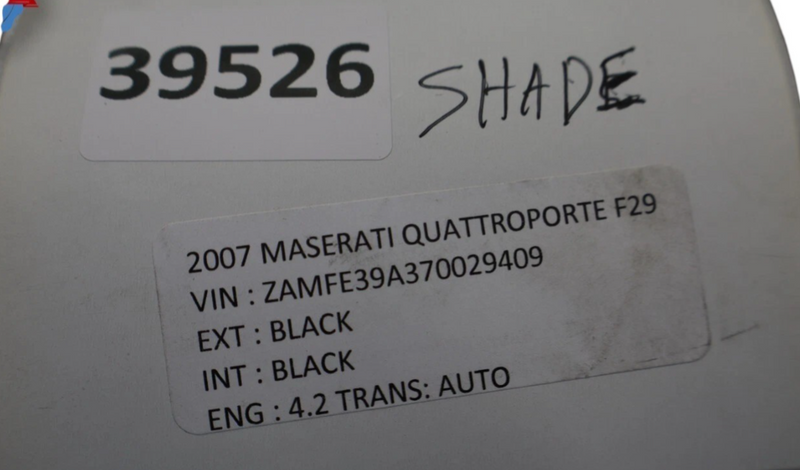 39526
SHADE
2007 MASERATI QUATTROPORTE F29
VIN : ZAMFE39A370029409
EXT : BLACK
INT : BLACK
ENG : 4.2 TRANS: AUTO